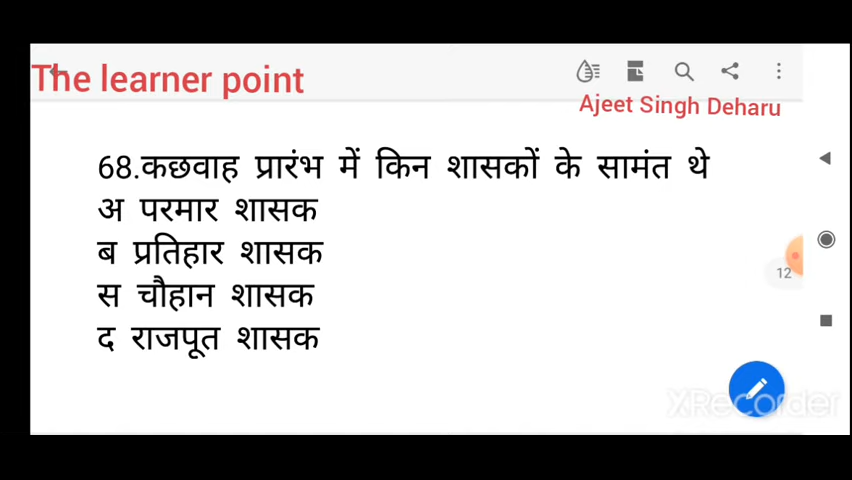 The learner point
Ajeet Singh Deharu
68.कछवाह प्रारंभ में किन शासकों के सामंत थे
अ परमार शासक
ब प्रतिहार शासक
स चौहान शासक
द राजपूत शासक
12
XRecorder